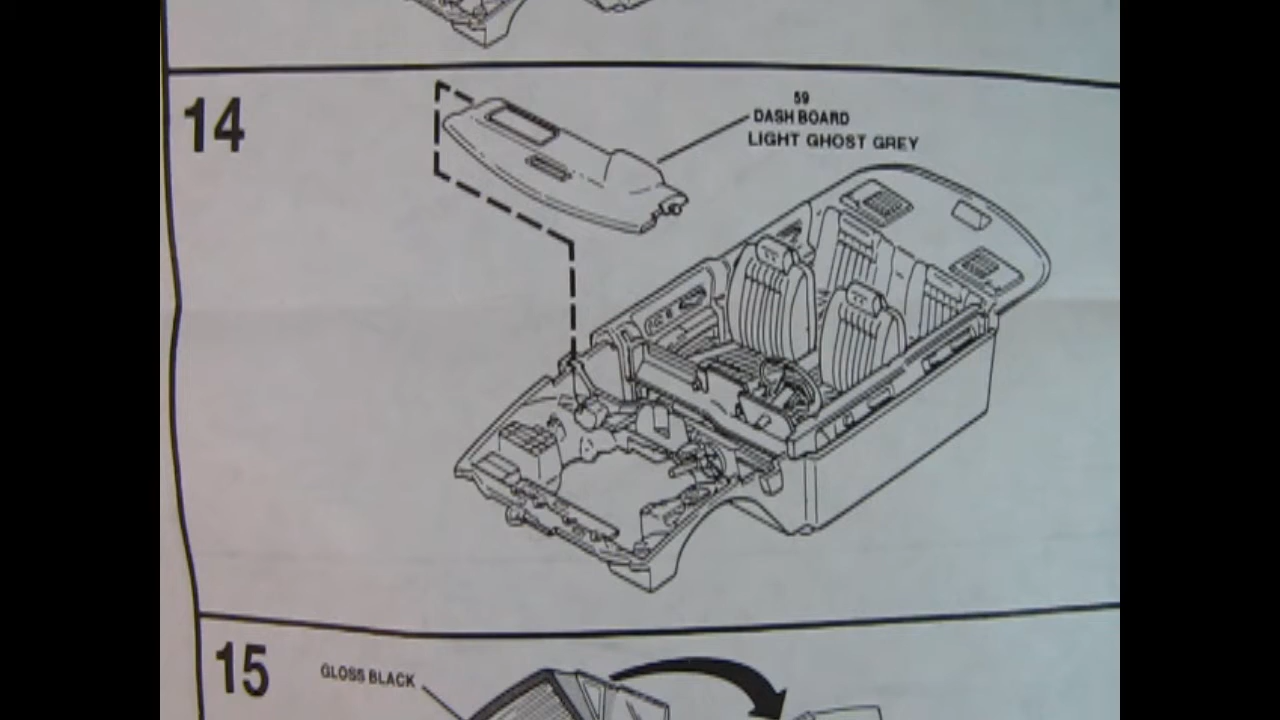 14
59
DASH BOARD
LIGHT GHOST GREY
15
GLOSS BLACK